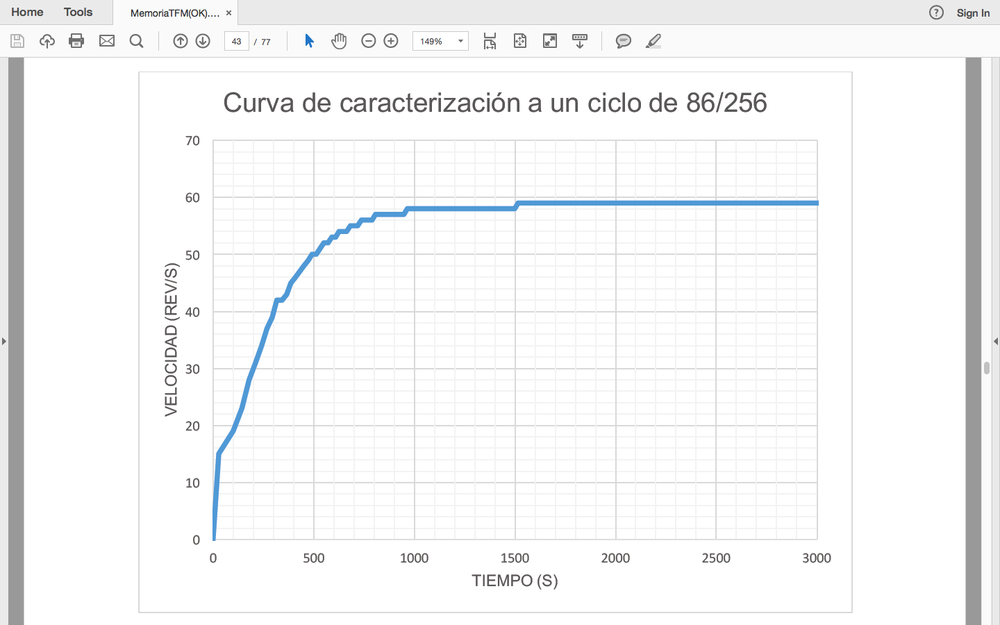 Home Tools MemoriaTFM(OK).... × ? Sign In
43 / 77 149%
Curva de caracterización a un ciclo de 86/256
70
60
50
40
30
20
10
0
VELOCIDAD (REV/S)
0 500 1000 1500 2000 2500 3000
TIEMPO (S)